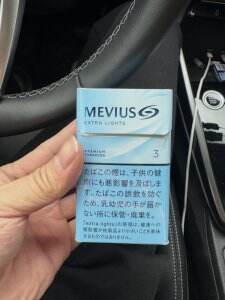 MEVIUS
EXTRA LIGHTS
PREMIUM
3
たばこの煙は、子供の健
康にも悪影響を及ぼしま
す。たばこの誤飲を防ぐ
ため、乳幼児の手が届か
ない所に保管・廃棄を。